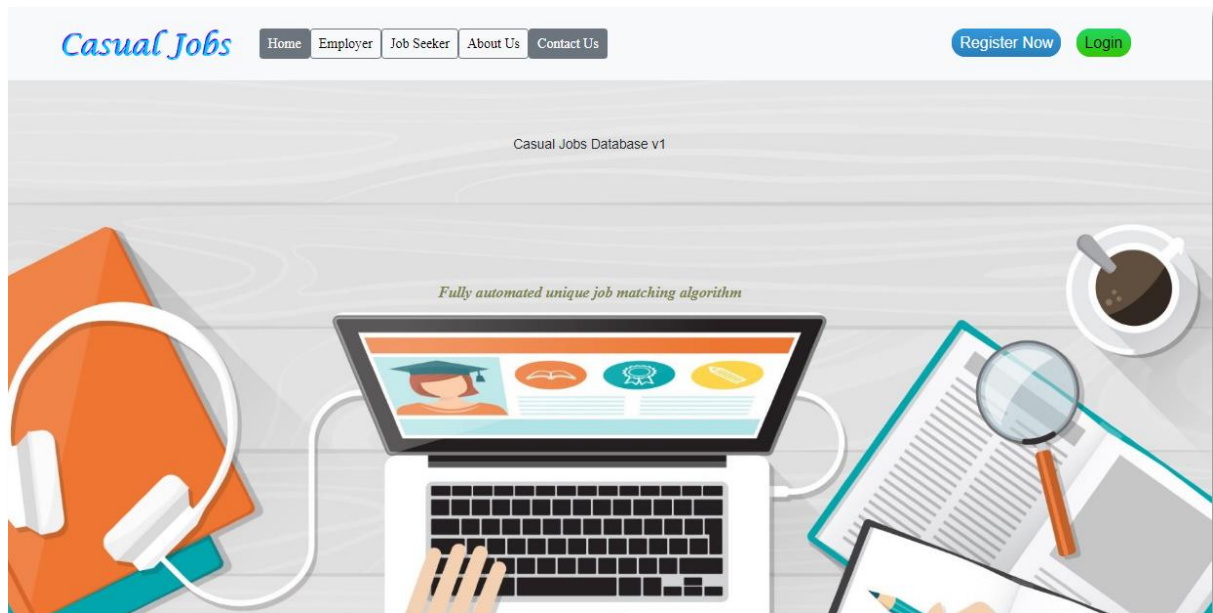 Casual Jobs
Home Employer Job Seeker About Us Contact Us
Register Now Login
Casual Jobs Database v1
Fully automated unique job matching algorithm